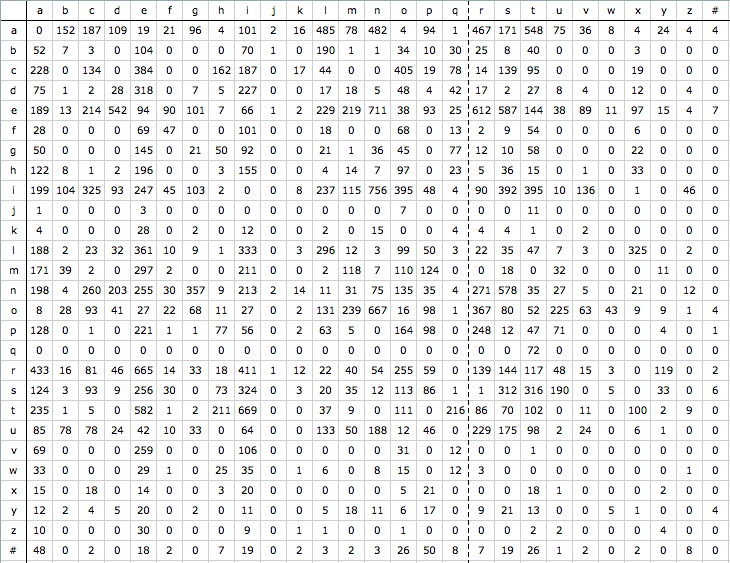 a b c d e f g h i j k l m n o p q r s t u v w x y z #
a 0 152 187 109 19 21 96 4 101 2 16 485 78 482 4 94 1 467 171 548 75 36 8 4 24 4 4
b 52 7 3 0 104 0 0 0 70 1 0 190 1 1 34 10 30 25 8 40 0 0 0 3 0 0 0
c 228 0 134 0 384 0 0 162 187 0 17 44 0 0 405 19 78 14 139 95 0 0 0 19 0 0 0
d 75 1 2 28 318 0 7 5 227 0 0 17 18 5 48 4 42 17 2 27 8 4 0 12 0 4 0
e 189 13 214 542 94 90 101 7 66 1 2 229 219 711 38 93 25 612 587 144 38 89 11 97 15 4 7
f 28 0 0 0 69 47 0 0 101 0 0 18 0 0 68 0 13 2 9 54 0 0 0 6 0 0 0
g 50 0 0 0 145 0 21 50 92 0 0 21 1 36 45 0 77 12 10 58 0 0 0 22 0 0 0
h 122 8 1 2 196 0 0 3 155 0 0 4 14 7 97 0 23 5 36 15 0 1 0 33 0 0 0
i 199 104 325 93 247 45 103 2 0 0 8 237 115 756 395 48 4 90 392 395 10 136 0 1 0 46 0
j 1 0 0 0 3 0 0 0 0 0 0 0 0 0 7 0 0 0 0 11 0 0 0 0 0 0 0
k 4 0 0 0 28 0 2 0 12 0 0 2 0 15 0 0 4 4 1 0 2 0 0 0 0 0
l 188 2 23 32 361 10 9 1 333 0 3 296 12 3 99 50 3 22 35 47 7 3 0 325 0 2 0
m 171 39 2 0 297 2 0 0 211 0 0 2 118 7 110 124 0 0 18 0 32 0 0 0 11 0 0
n 198 4 260 203 255 30 357 9 213 2 14 11 31 75 135 35 4 271 578 35 27 5 0 21 0 12 0
o 8 28 93 41 27 22 68 11 27 0 2 131 239 667 16 98 1 367 80 52 225 63 43 9 9 1 4
p 128 0 1 0 221 1 1 77 56 0 2 63 5 0 164 98 0 248 12 47 71 0 0 0 4 0 1
q 0 0 0 0 0 0 0 0 0 0 0 0 0 0 0 0 0 0 0 72 0 0 0 0 0 0 0
r 433 16 81 46 665 14 33 18 411 1 12 22 40 54 255 59 0 139 144 117 48 15 3 0 119 0 2
s 124 3 93 9 256 30 0 73 324 0 3 20 35 12 113 86 1 1 312 316 190 0 5 0 33 0 6
t 235 1 5 0 582 1 2 211 669 0 0 37 9 0 111 0 216 86 70 102 0 11 0 100 2 9 0
u 85 78 78 24 42 10 33 0 64 0 0 133 50 188 12 46 0 229 175 98 2 24 0 6 1 0 0
v 69 0 0 0 259 0 0 0 106 0 0 0 0 0 31 0 12 0 0 1 0 0 0 0 0 0 0
w 33 0 0 0 29 1 0 25 35 0 1 6 0 8 15 0 12 3 0 0 0 0 0 0 0 1 0
x 15 0 18 0 14 0 0 3 20 0 0 0 0 0 5 21 0 0 0 18 1 0 0 0 2 0 0
y 12 2 4 5 20 0 2 0 11 0 0 5 18 11 6 17 0 9 21 13 0 0 5 1 0 0 4
z 10 0 0 0 30 0 0 0 9 0 1 1 0 0 1 0 0 0 0 2 2 0 0 0 4 0 0
# 48 0 2 0 18 2 0 7 19 0 2 3 2 3 26 50 8 7 19 26 1 2 0 2 0 8 0